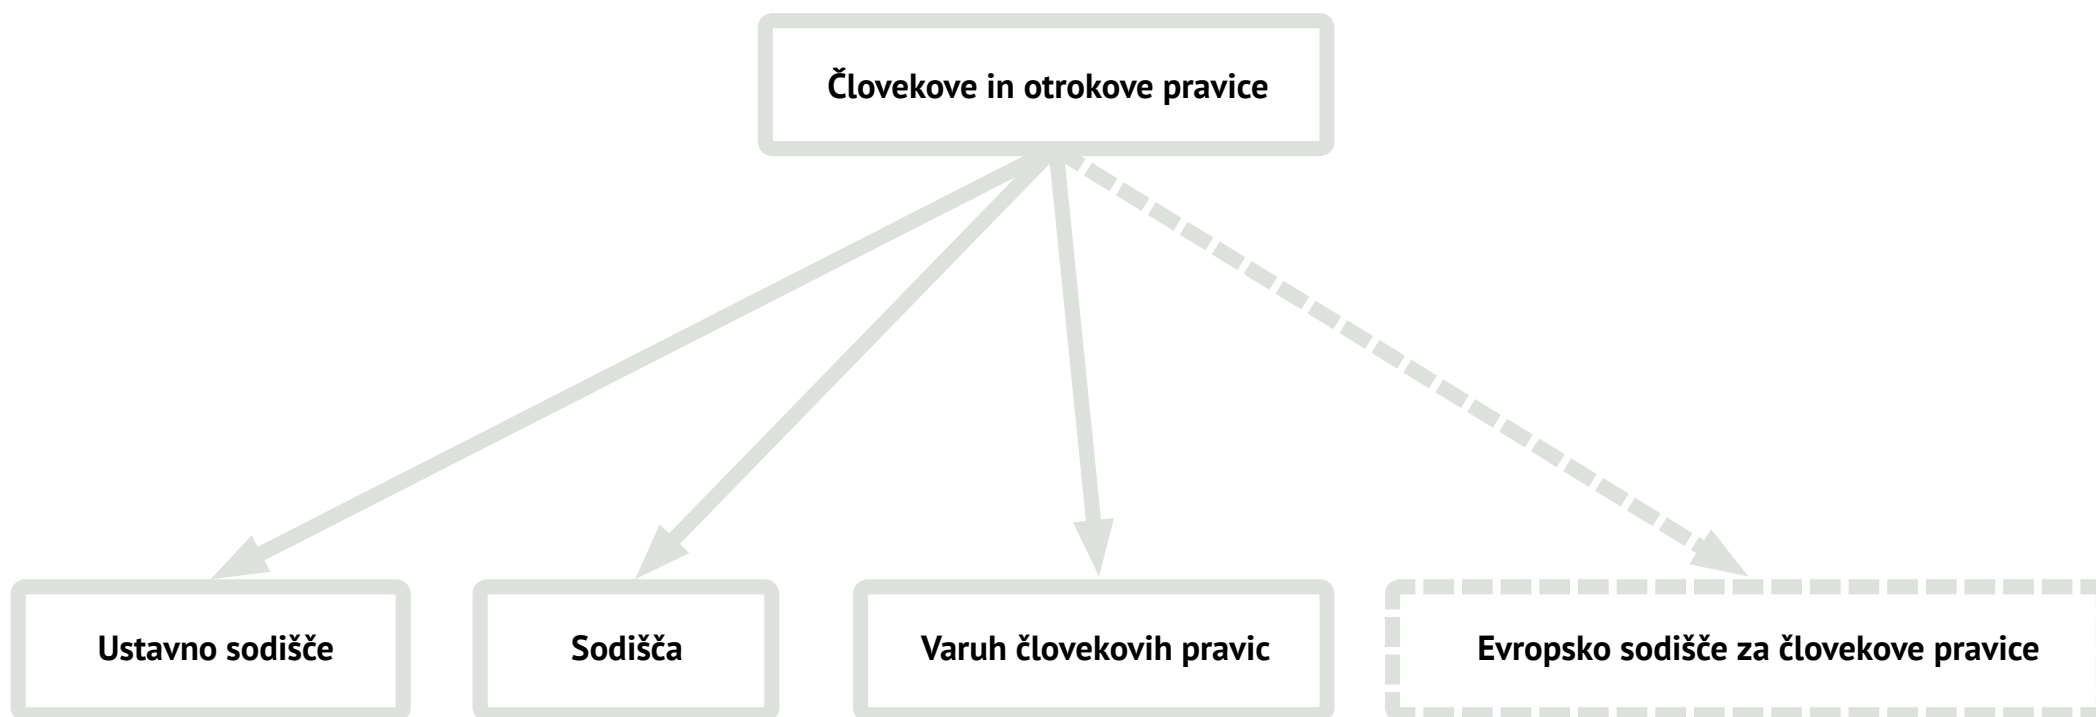 Človekove in otrokove pravice
Ustavno sodišče
Sodišča
Varuh človekovih pravic
Evropsko sodišče za človekove pravice